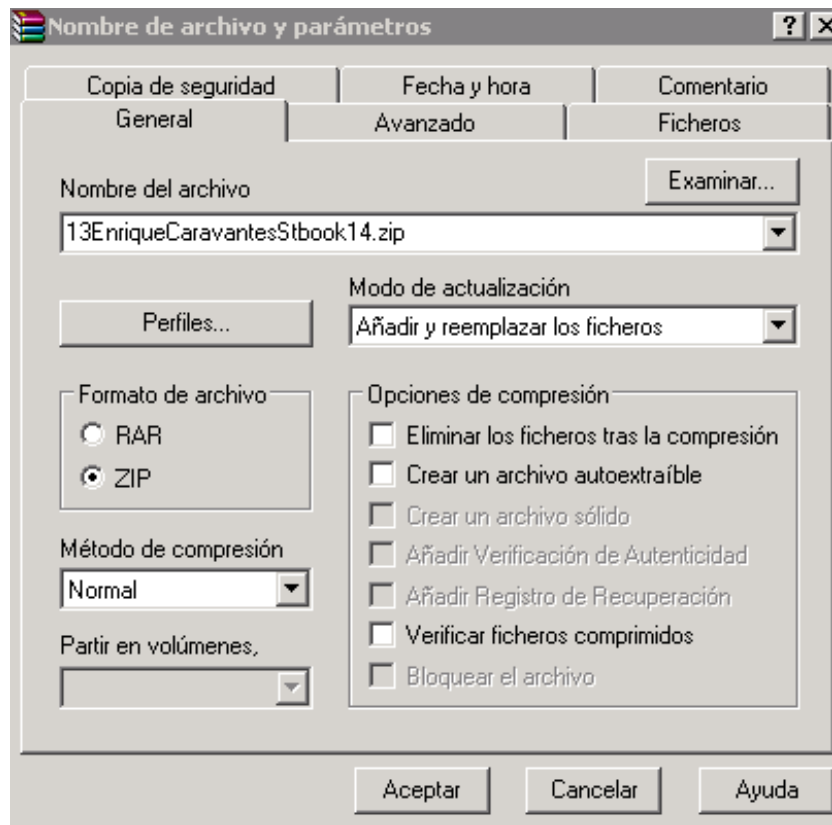 Nombre de archivo y parámetros
Copia de seguridad
Fecha y hora
Comentario
General
Avanzado
Ficheros
Nombre del archivo
Examinar...
13EnriqueCaravantesStbook14.zip
Perfiles...
Modo de actualización
Añadir y reemplazar los ficheros
Formato de archivo
RAR
ZIP
Método de compresión
Normal
Partir en volúmenes,
Opciones de compresión
Eliminar los ficheros tras la compresión
Crear un archivo autoextraíble
Crear un archivo sólido
Añadir Verificación de Autenticidad
Añadir Registro de Recuperación
Verificar ficheros comprimidos
Bloquear el archivo
Aceptar
Cancelar
Ayuda